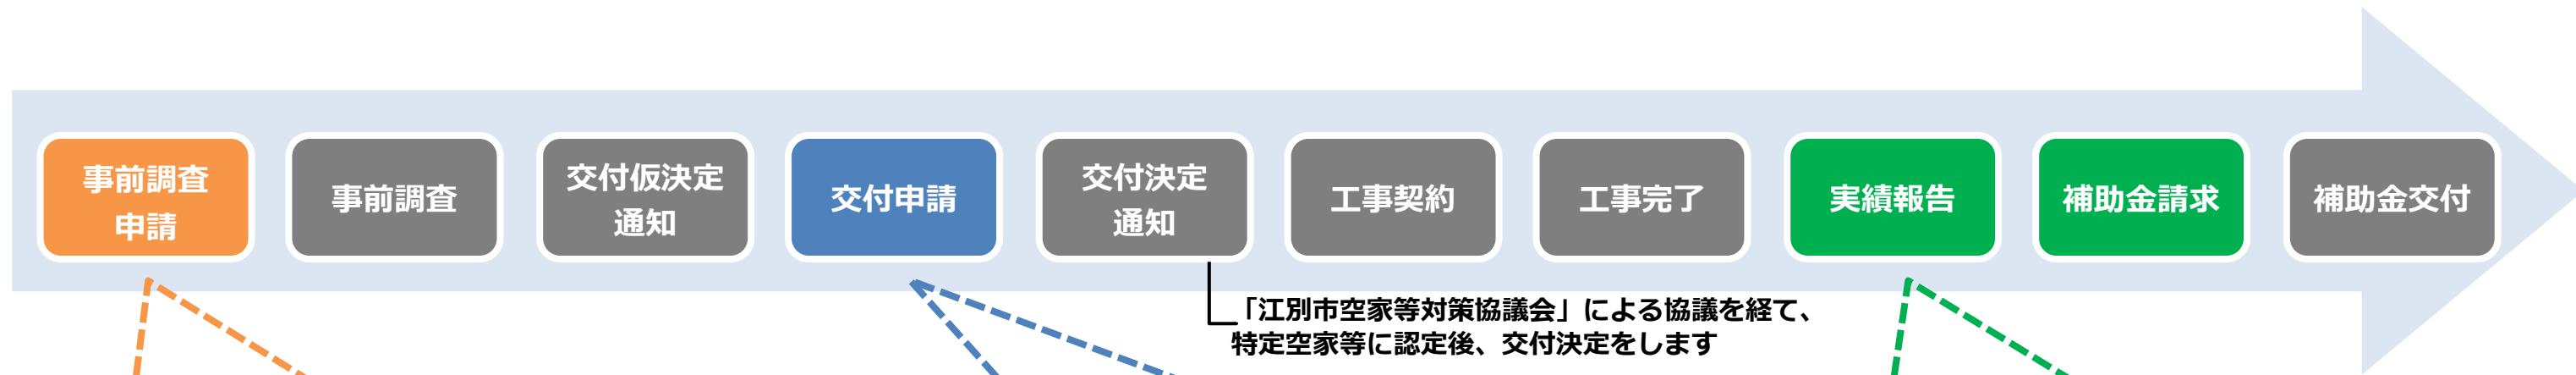 事前調査
申請
事前調査
交付仮決定
通知
交付申請
交付決定
通知
工事契約
工事完了
実績報告
補助金請求
補助金交付
「江別市空家等対策協議会」による協議を経て、
特定空家等に認定後、交付決定をします